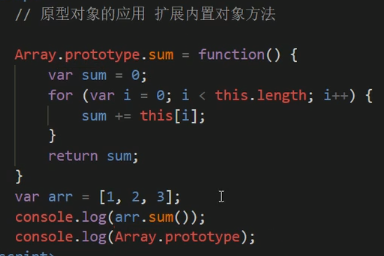 // 原型对象的应用 扩展内置对象方法
Array.prototype.sum = function() {
var sum = 0;
for (var i = 0; i < this.length; i++) {
sum += this[i];
}
return sum;
}
var arr = [1, 2, 3];
console.log(arr.sum());
console.log(Array.prototype);